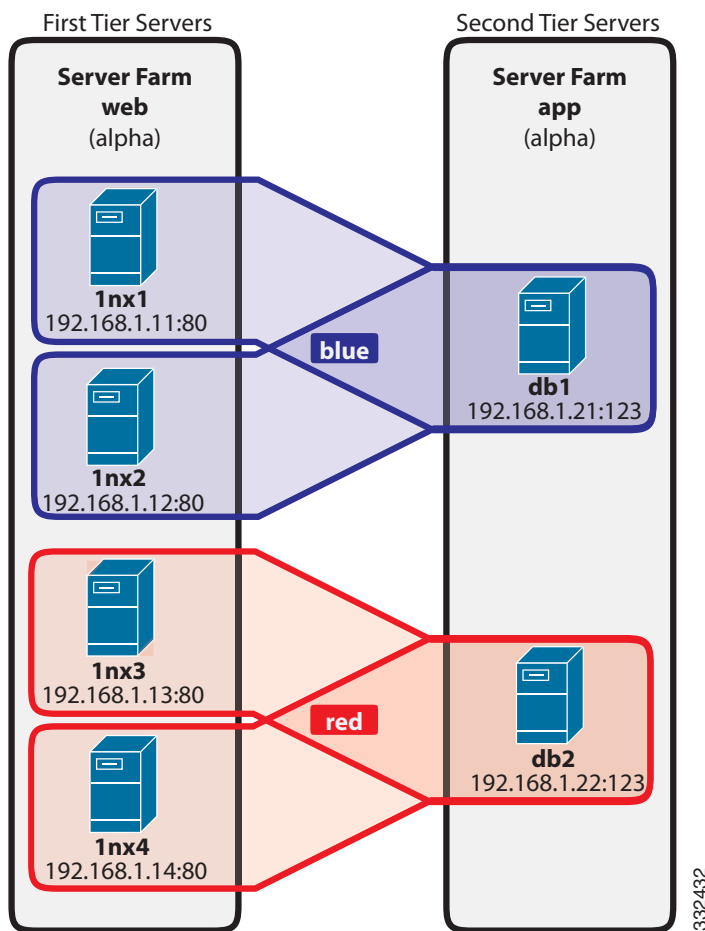 First Tier Servers
Second Tier Servers
Server Farm
web
(alpha)
Server Farm
app
(alpha)
1nx1
192.168.1.11:80
blue
db1
192.168.1.21:123
1nx2
192.168.1.12:80
1nx3
192.168.1.13:80
red
db2
192.168.1.22:123
1nx4
192.168.1.14:80
332432